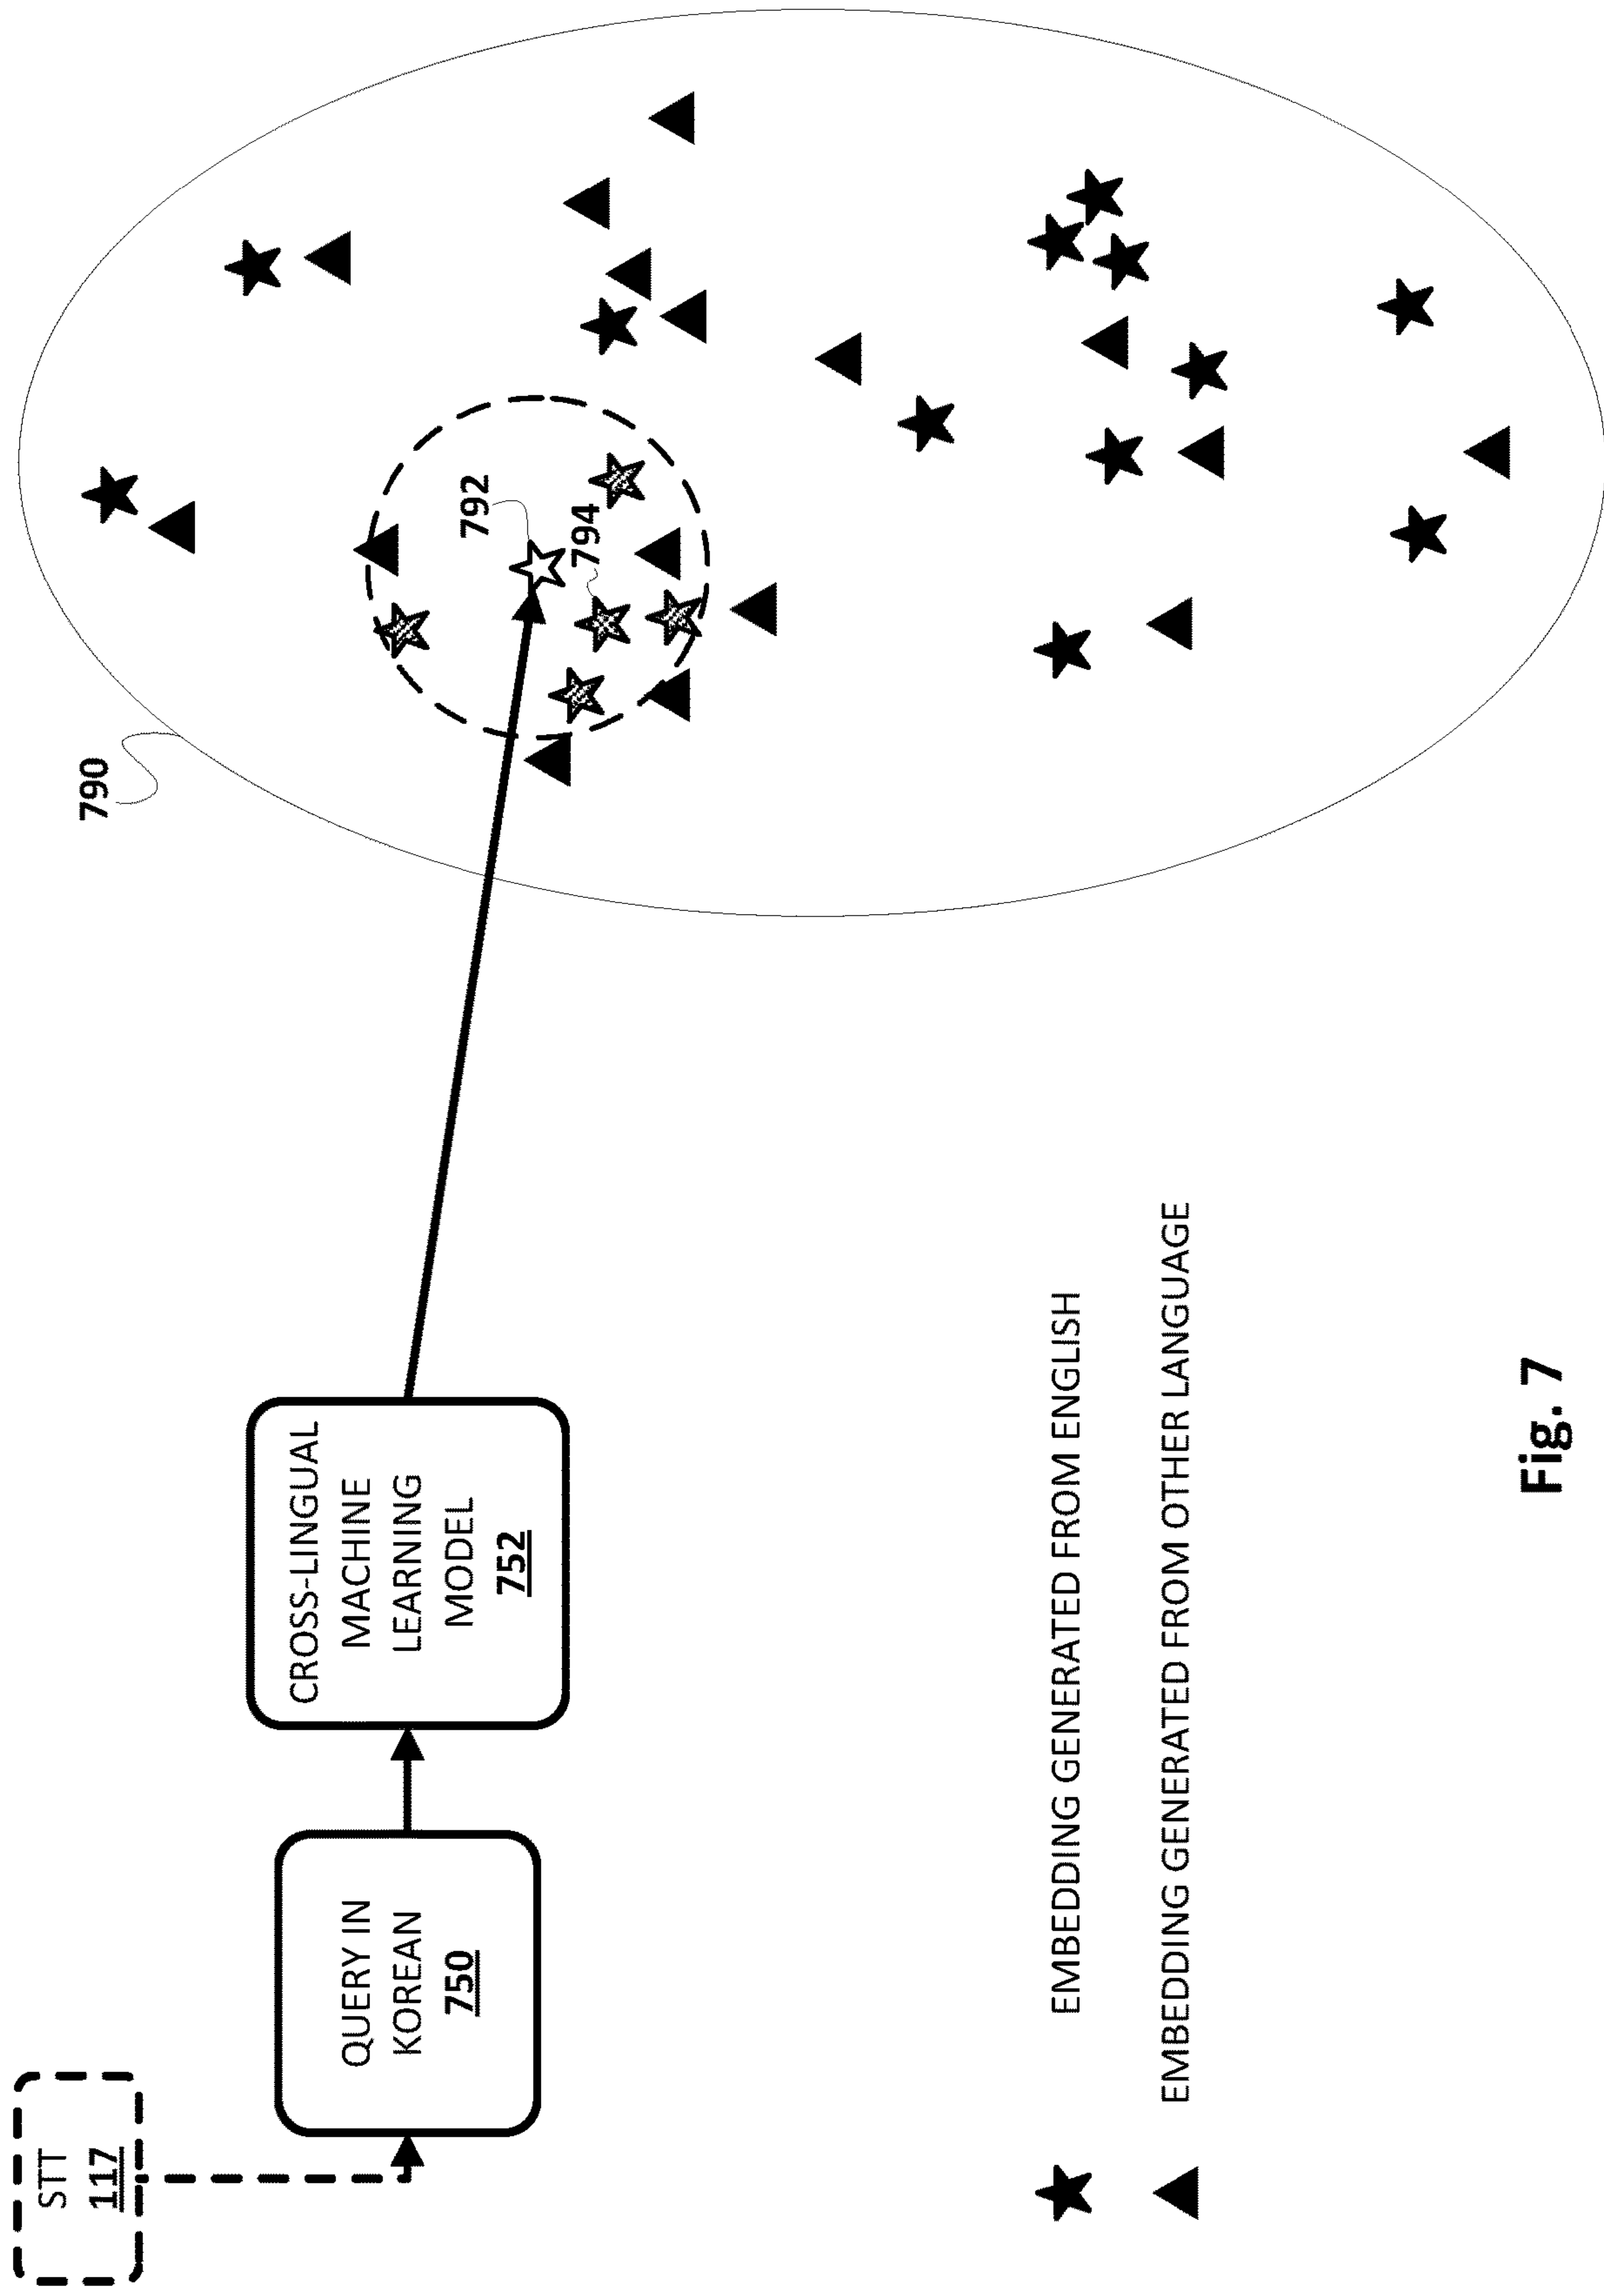 STT
117
QUERY IN
KOREAN
750
CROSS-LINGUAL
MACHINE
LEARNING
MODEL
752
790
792
794
EMBEDDING GENERATED FROM ENGLISH
EMBEDDING GENERATED FROM OTHER LANGUAGE
Fig. 7